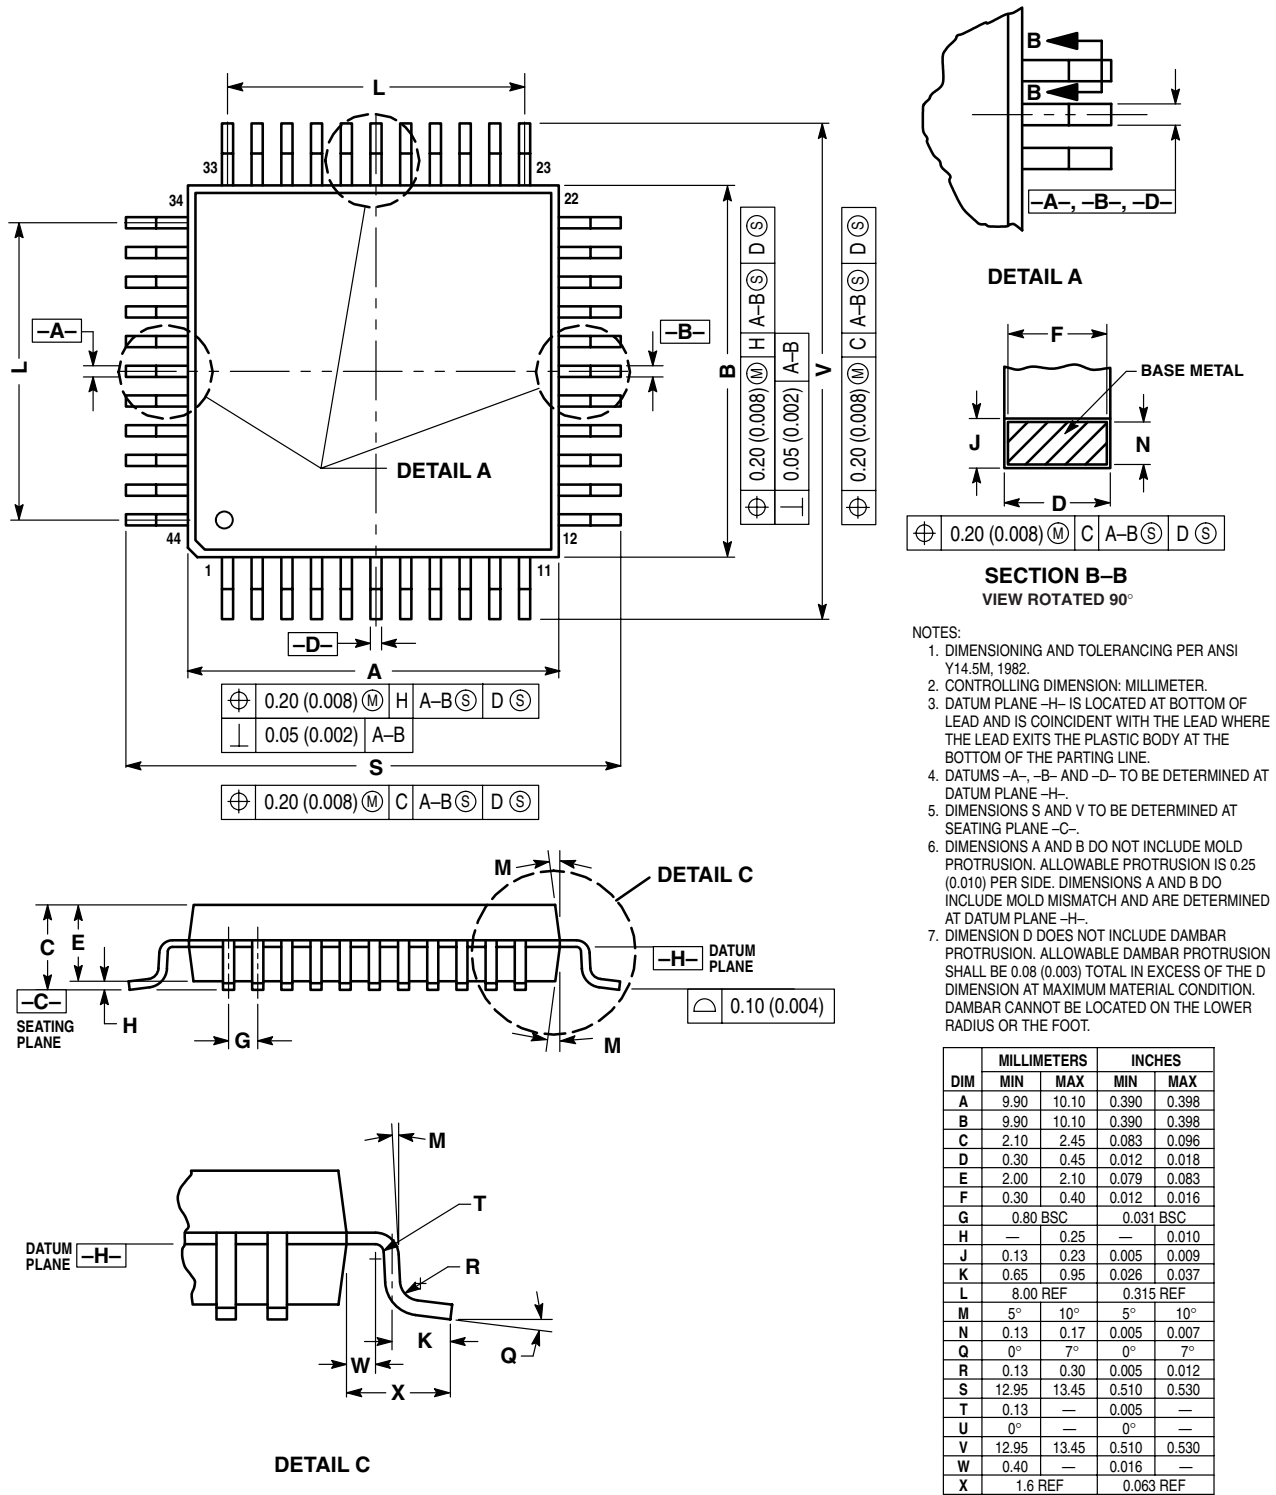 L
33
23
34
22
–A–
–B–
L
B
V
DETAIL A
44
12
1
11
–D–
A
0.20 (0.008) Ⓜ H A–B Ⓢ D Ⓢ
0.05 (0.002) A–B
S
0.20 (0.008) Ⓜ C A–B Ⓢ D Ⓢ
0.20 (0.008) Ⓜ H A–B Ⓢ D Ⓢ
0.05 (0.002) A–B
0.20 (0.008) Ⓜ C A–B Ⓢ D Ⓢ
B
B
–A–, –B–, –D–
DETAIL A
F
BASE METAL
J
N
D
0.20 (0.008) Ⓜ C A–B Ⓢ D Ⓢ
SECTION B–B
VIEW ROTATED 90°
M
DETAIL C
C
E
–H– DATUM
PLANE
–C–
SEATING
PLANE
H
G
M
0.10 (0.004)
M
T
DATUM
PLANE –H–
R
K
Q
W
X
DETAIL C
NOTES:
1. DIMENSIONING AND TOLERANCING PER ANSI
Y14.5M, 1982.
2. CONTROLLING DIMENSION: MILLIMETER.
3. DATUM PLANE –H– IS LOCATED AT BOTTOM OF
LEAD AND IS COINCIDENT WITH THE LEAD WHERE
THE LEAD EXITS THE PLASTIC BODY AT THE
BOTTOM OF THE PARTING LINE.
4. DATUMS –A–, –B– AND –D– TO BE DETERMINED AT
DATUM PLANE –H–.
5. DIMENSIONS S AND V TO BE DETERMINED AT
SEATING PLANE –C–.
6. DIMENSIONS A AND B DO NOT INCLUDE MOLD
PROTRUSION. ALLOWABLE PROTRUSION IS 0.25
(0.010) PER SIDE. DIMENSIONS A AND B DO
INCLUDE MOLD MISMATCH AND ARE DETERMINED
AT DATUM PLANE –H–.
7. DIMENSION D DOES NOT INCLUDE DAMBAR
PROTRUSION. ALLOWABLE DAMBAR PROTRUSION
SHALL BE 0.08 (0.003) TOTAL IN EXCESS OF THE D
DIMENSION AT MAXIMUM MATERIAL CONDITION.
DAMBAR CANNOT BE LOCATED ON THE LOWER
RADIUS OR THE FOOT.
MILLIMETERS INCHES
DIM MIN MAX MIN MAX
A 9.90 10.10 0.390 0.398
B 9.90 10.10 0.390 0.398
C 2.10 2.45 0.083 0.096
D 0.30 0.45 0.012 0.018
E 2.00 2.10 0.079 0.083
F 0.30 0.40 0.012 0.016
G 0.80 BSC 0.031 BSC
H — 0.25 — 0.010
J 0.13 0.23 0.005 0.009
K 0.65 0.95 0.026 0.037
L 8.00 REF 0.315 REF
M 5° 10° 5° 10°
N 0.13 0.17 0.005 0.007
Q 0° 7° 0° 7°
R 0.13 0.30 0.005 0.012
S 12.95 13.45 0.510 0.530
T 0.13 — 0.005 —
U 0° — 0° —
V 12.95 13.45 0.510 0.530
W 0.40 — 0.016 —
X 1.6 REF 0.063 REF